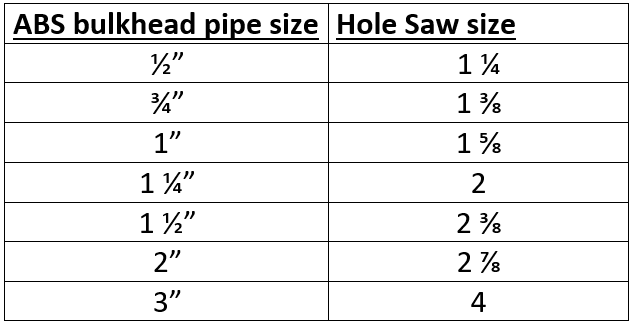 ABS bulkhead pipe size Hole Saw size
½” 1 ¼
¾” 1 ⅜
1” 1 ⅝
1 ¼” 2
1 ½” 2 ⅜
2” 2 ⅞
3” 4